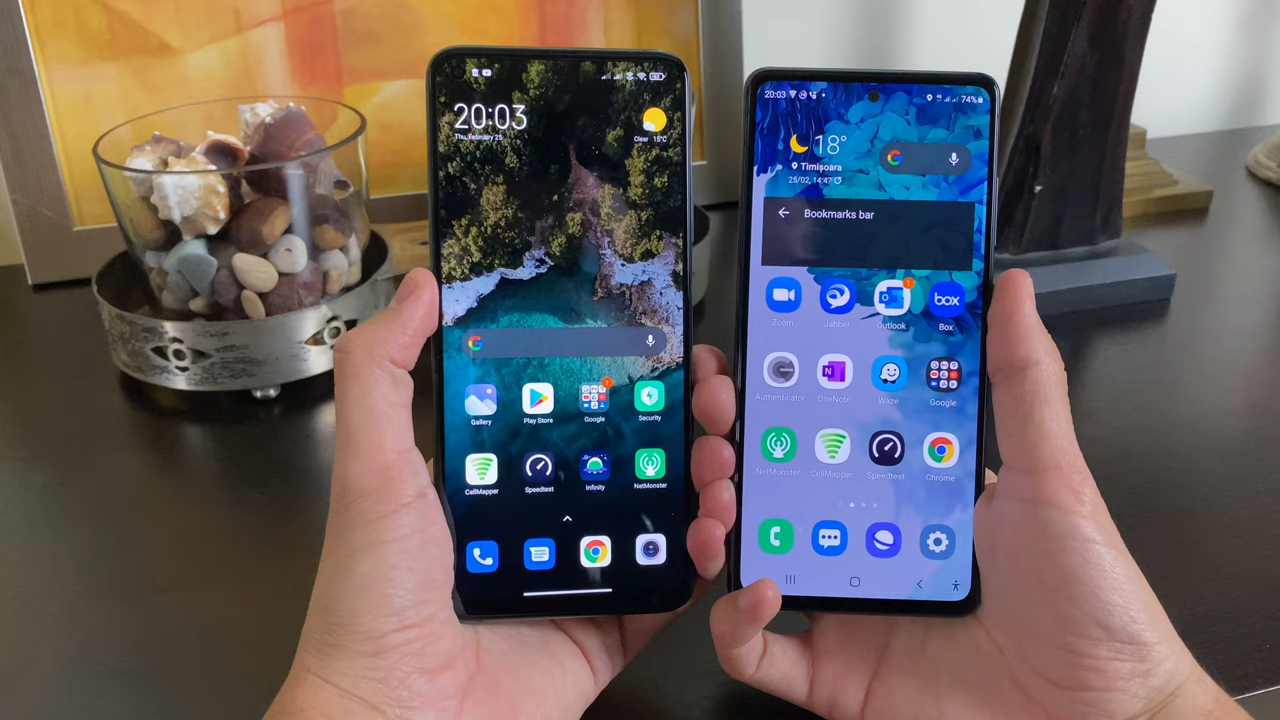 20:03
Thu, February 25
Clear 15°C
Gallery
Play Store
Google
Security
CellMapper
Speedtest
Infinity
NetMonster
20:03
74%
18°
Timișoara
25/02, 14:47
Bookmarks bar
Zoom
Jabber
Outlook
1
box
Box
Authenticator
OneNote
Waze
Google
NetMonster
CellMapper
Speedtest
Chrome